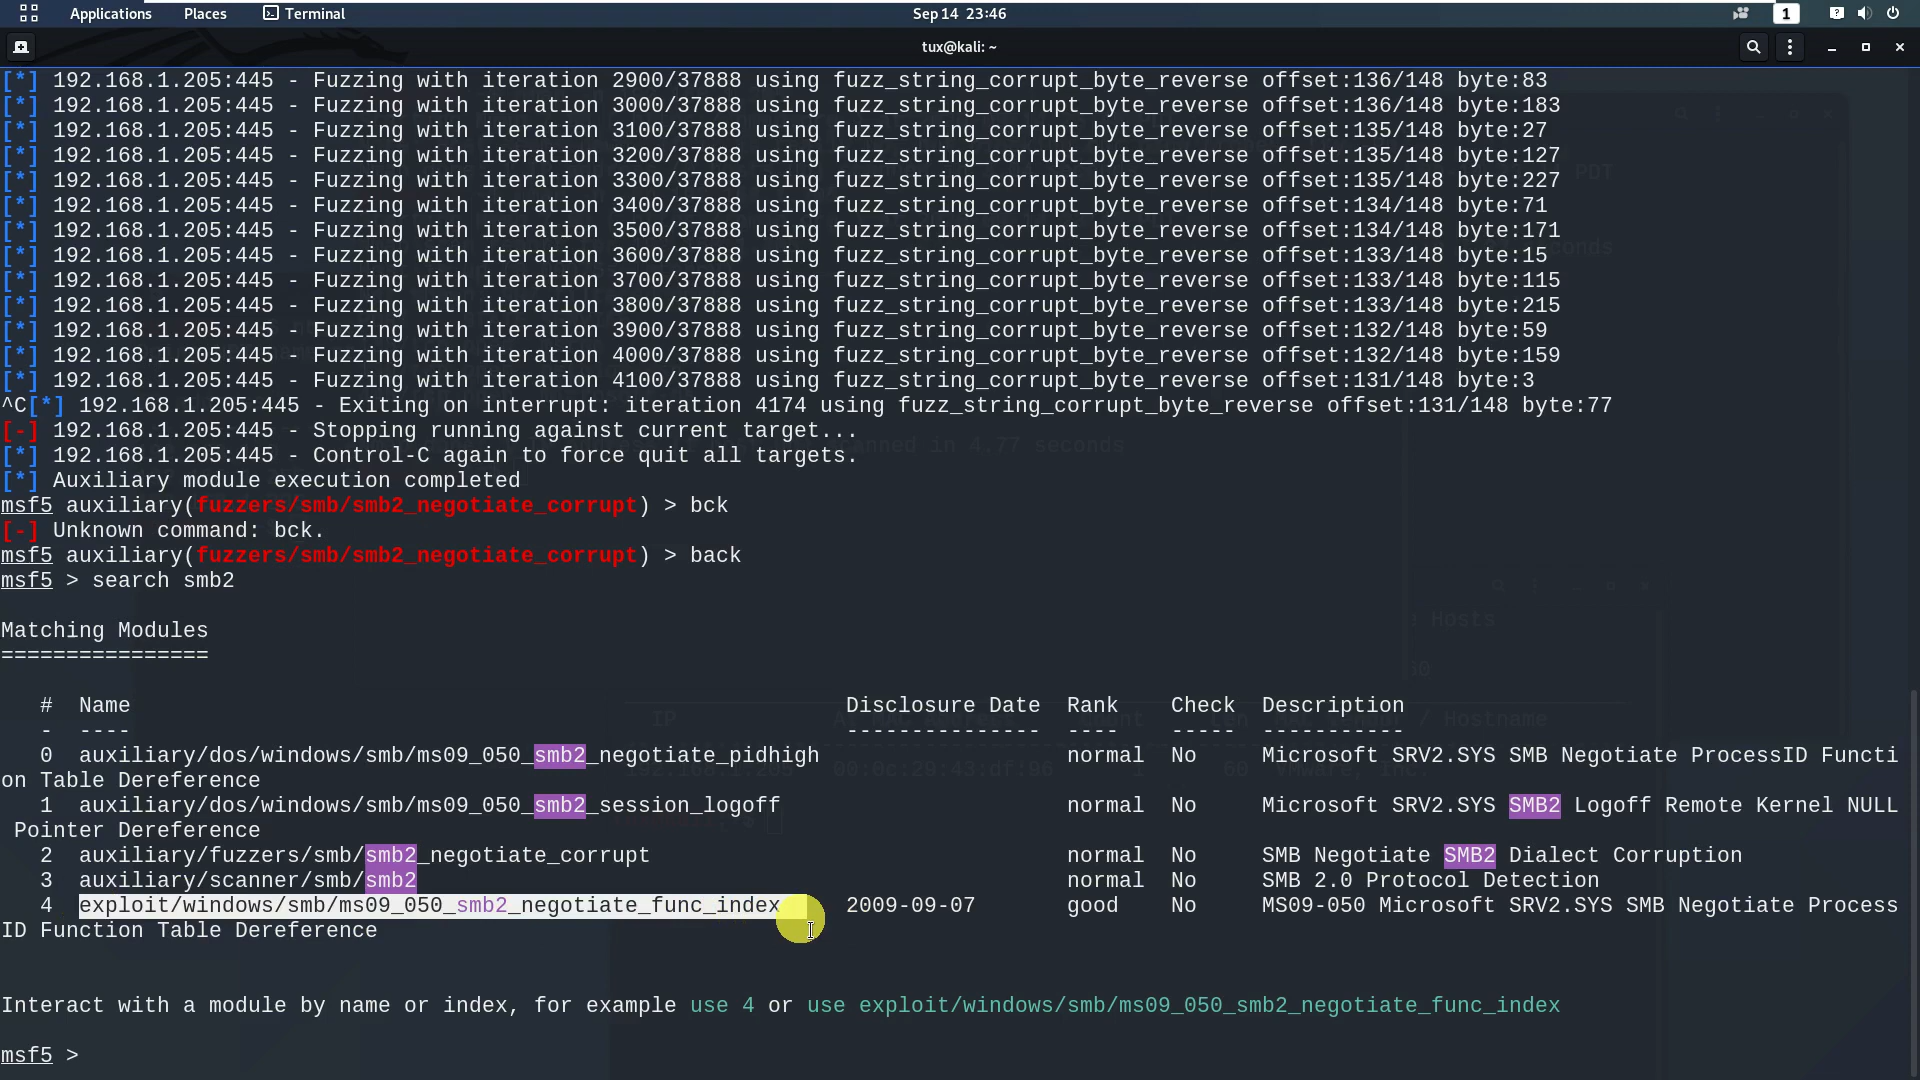 Applications Places Terminal Sep 14 23:46 1
tux@kali: ~
[*] 192.168.1.205:445 - Fuzzing with iteration 2900/37888 using fuzz_string_corrupt_byte_reverse offset:136/148 byte:83
[*] 192.168.1.205:445 - Fuzzing with iteration 3000/37888 using fuzz_string_corrupt_byte_reverse offset:136/148 byte:183
[*] 192.168.1.205:445 - Fuzzing with iteration 3100/37888 using fuzz_string_corrupt_byte_reverse offset:135/148 byte:27
[*] 192.168.1.205:445 - Fuzzing with iteration 3200/37888 using fuzz_string_corrupt_byte_reverse offset:135/148 byte:127
[*] 192.168.1.205:445 - Fuzzing with iteration 3300/37888 using fuzz_string_corrupt_byte_reverse offset:135/148 byte:227
[*] 192.168.1.205:445 - Fuzzing with iteration 3400/37888 using fuzz_string_corrupt_byte_reverse offset:134/148 byte:71
[*] 192.168.1.205:445 - Fuzzing with iteration 3500/37888 using fuzz_string_corrupt_byte_reverse offset:134/148 byte:171
[*] 192.168.1.205:445 - Fuzzing with iteration 3600/37888 using fuzz_string_corrupt_byte_reverse offset:133/148 byte:15
[*] 192.168.1.205:445 - Fuzzing with iteration 3700/37888 using fuzz_string_corrupt_byte_reverse offset:133/148 byte:115
[*] 192.168.1.205:445 - Fuzzing with iteration 3800/37888 using fuzz_string_corrupt_byte_reverse offset:133/148 byte:215
[*] 192.168.1.205:445 - Fuzzing with iteration 3900/37888 using fuzz_string_corrupt_byte_reverse offset:132/148 byte:59
[*] 192.168.1.205:445 - Fuzzing with iteration 4000/37888 using fuzz_string_corrupt_byte_reverse offset:132/148 byte:159
[*] 192.168.1.205:445 - Fuzzing with iteration 4100/37888 using fuzz_string_corrupt_byte_reverse offset:131/148 byte:3
^C[*] 192.168.1.205:445 - Exiting on interrupt: iteration 4174 using fuzz_string_corrupt_byte_reverse offset:131/148 byte:77
[-] 192.168.1.205:445 - Stopping running against current target...
[*] 192.168.1.205:445 - Control-C again to force quit all targets.
[*] Auxiliary module execution completed
msf5 auxiliary(fuzzers/smb/smb2_negotiate_corrupt) > bck
[-] Unknown command: bck.
msf5 auxiliary(fuzzers/smb/smb2_negotiate_corrupt) > back
msf5 > search smb2
Matching Modules
================
# Name Disclosure Date Rank Check Description
- ---- --------------- ---- ----- -----------
0 auxiliary/dos/windows/smb/ms09_050_smb2_negotiate_pidhigh normal No Microsoft SRV2.SYS SMB Negotiate ProcessID Functi
on Table Dereference
1 auxiliary/dos/windows/smb/ms09_050_smb2_session_logoff normal No Microsoft SRV2.SYS SMB2 Logoff Remote Kernel NULL
Pointer Dereference
2 auxiliary/fuzzers/smb/smb2_negotiate_corrupt normal No SMB Negotiate SMB2 Dialect Corruption
3 auxiliary/scanner/smb/smb2 normal No SMB 2.0 Protocol Detection
4 exploit/windows/smb/ms09_050_smb2_negotiate_func_index 2009-09-07 good No MS09-050 Microsoft SRV2.SYS SMB Negotiate Process
ID Function Table Dereference
Interact with a module by name or index, for example use 4 or use exploit/windows/smb/ms09_050_smb2_negotiate_func_index
msf5 >